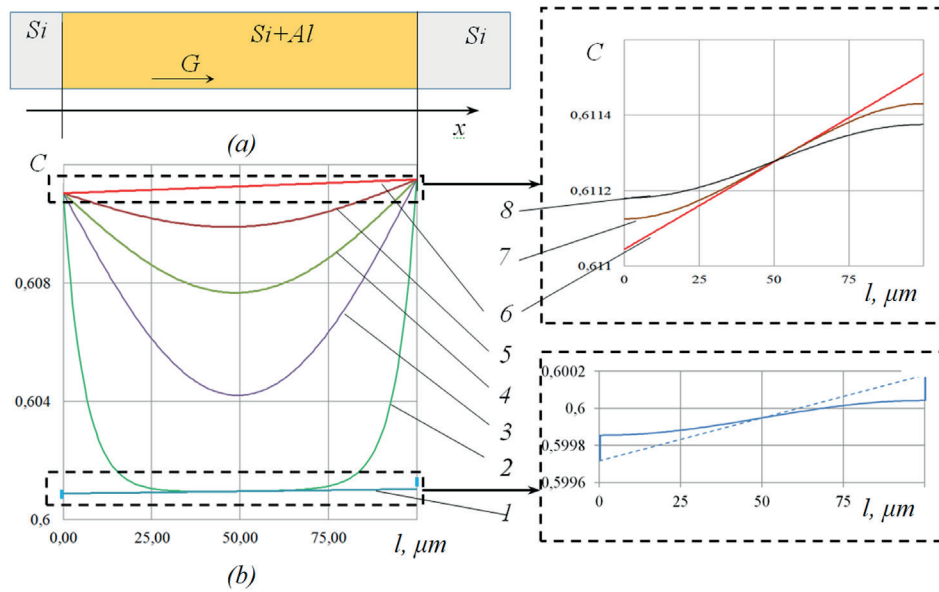 Si
Si+Al
Si
G
x
(a)
C
0,608
0,604
0,6
0,00
25,00
50,00
75,00
l, μm
(b)
C
0,6114
0,6112
0,611
0
25
50
75
l, μm
8
7
6
5
4
3
2
1
0,6002
0,6
0,5998
0,5996
0
25
50
75
l, μm